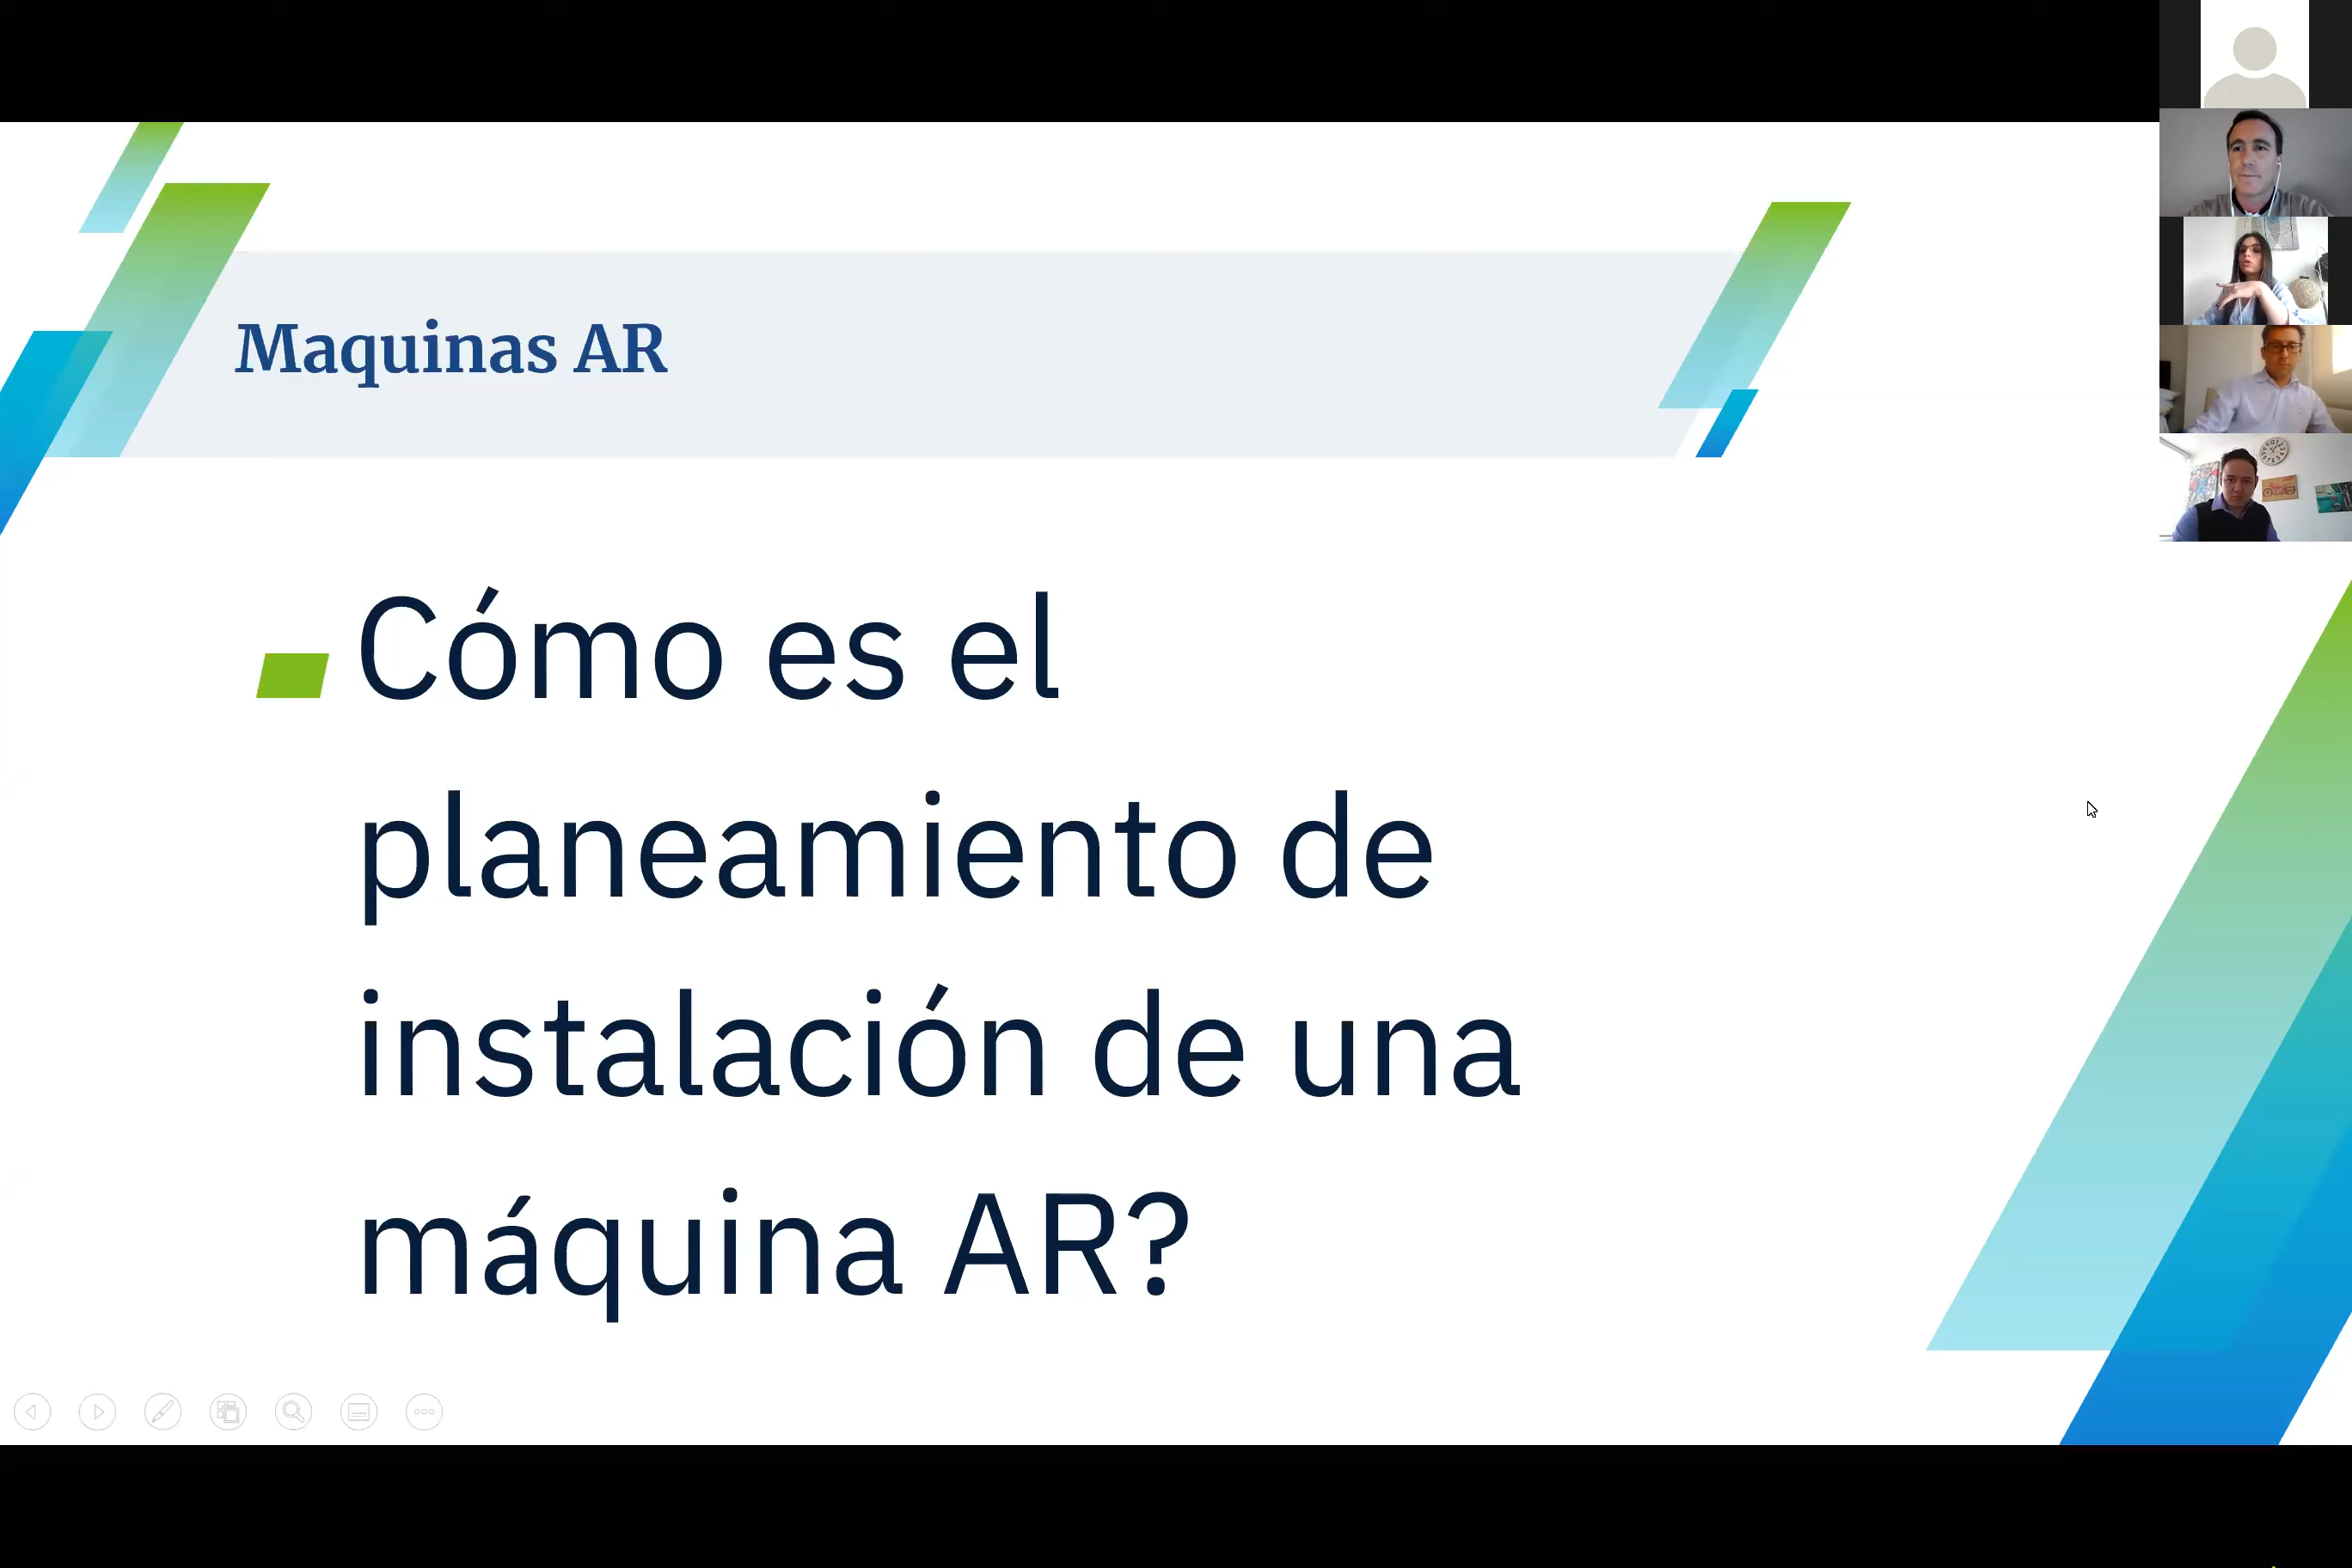 Maquinas AR
Cómo es el
planeamiento de
instalación de una
máquina AR?